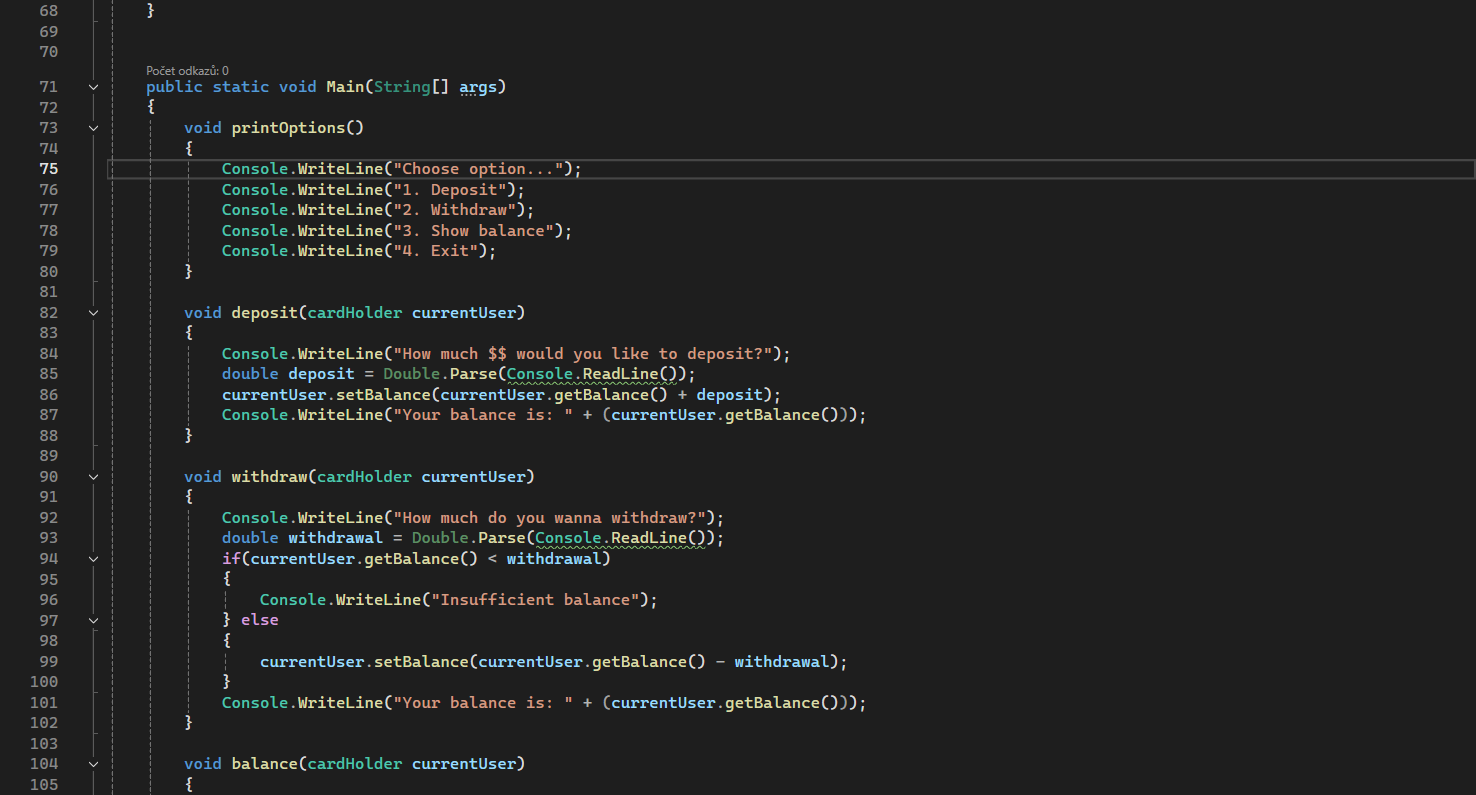 68 }
69
70
Počet odkazů: 0
71 public static void Main(String[] args)
72 {
73 void printOptions()
74 {
75 Console.WriteLine("Choose option...");
76 Console.WriteLine("1. Deposit");
77 Console.WriteLine("2. Withdraw");
78 Console.WriteLine("3. Show balance");
79 Console.WriteLine("4. Exit");
80 }
81
82 void deposit(cardHolder currentUser)
83 {
84 Console.WriteLine("How much $$ would you like to deposit?");
85 double deposit = Double.Parse(Console.ReadLine());
86 currentUser.setBalance(currentUser.getBalance() + deposit);
87 Console.WriteLine("Your balance is: " + (currentUser.getBalance()));
88 }
89
90 void withdraw(cardHolder currentUser)
91 {
92 Console.WriteLine("How much do you wanna withdraw?");
93 double withdrawal = Double.Parse(Console.ReadLine());
94 if(currentUser.getBalance() < withdrawal)
95 {
96 Console.WriteLine("Insufficient balance");
97 } else
98 {
99 currentUser.setBalance(currentUser.getBalance() - withdrawal);
100 }
101 Console.WriteLine("Your balance is: " + (currentUser.getBalance()));
102 }
103
104 void balance(cardHolder currentUser)
105 {